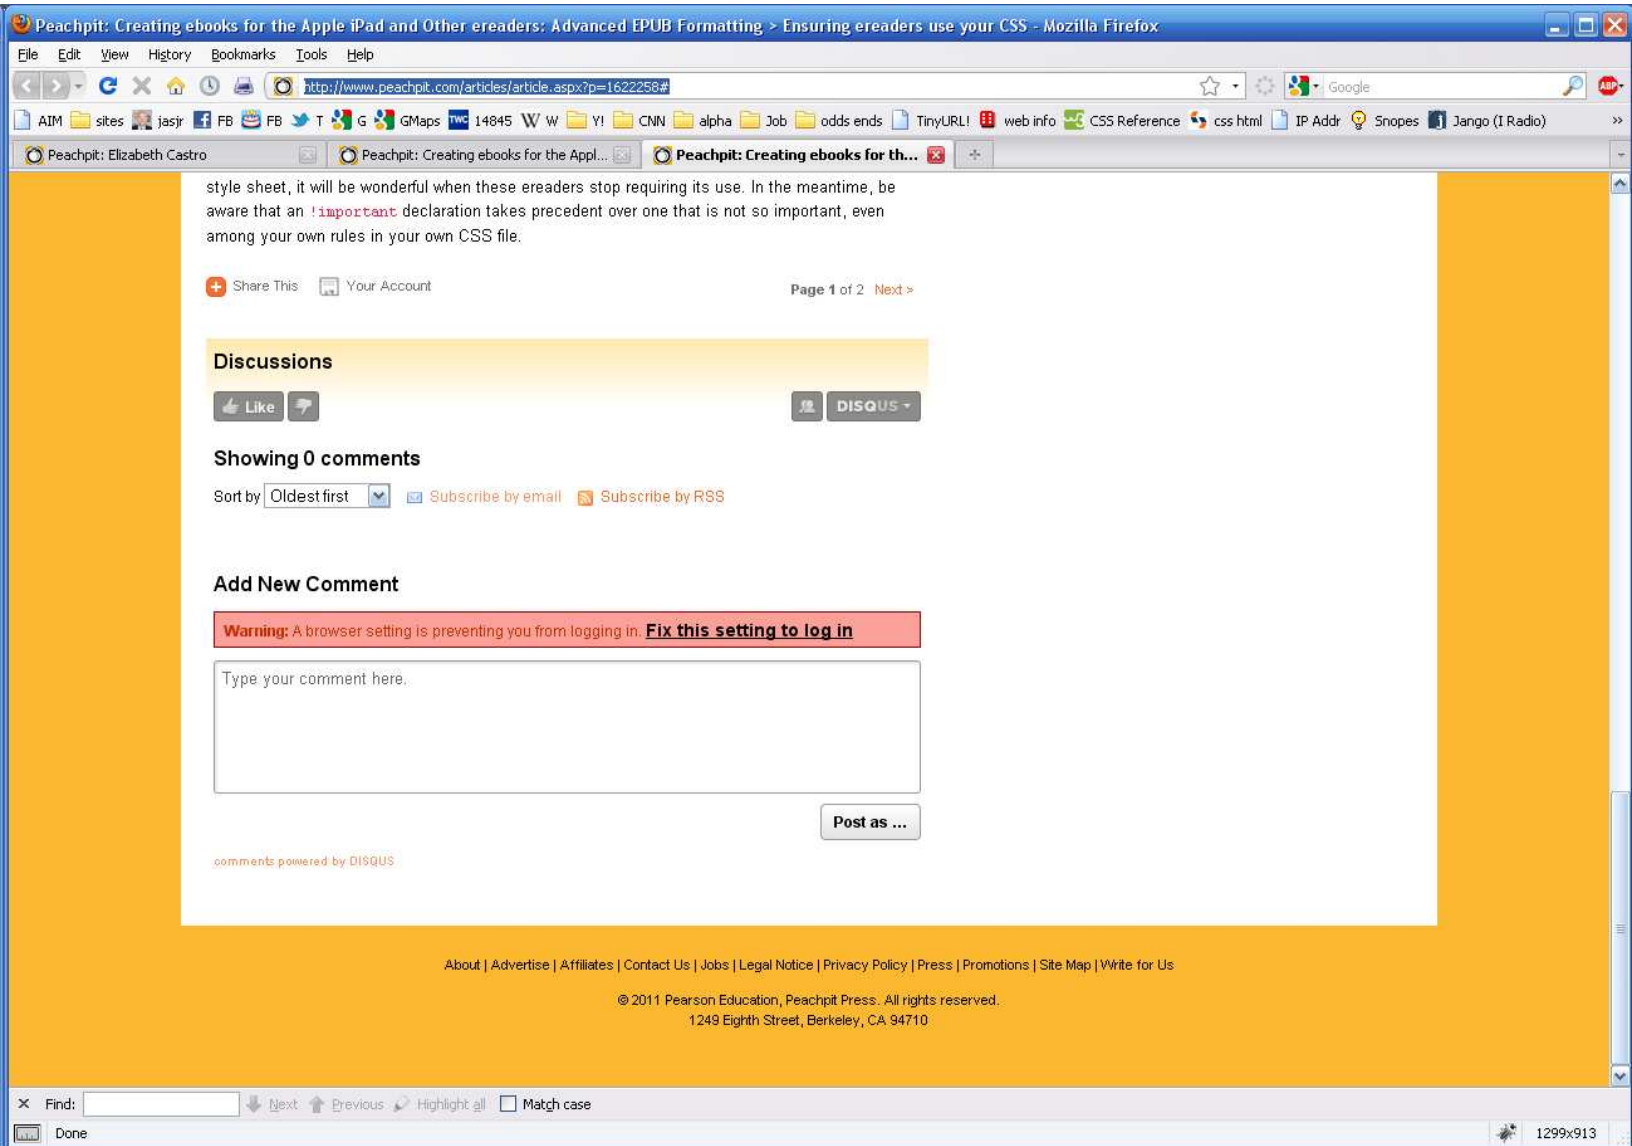 Peachpit: Creating ebooks for the Apple iPad and Other ereaders: Advanced EPUB Formatting > Ensuring ereaders use your CSS - Mozilla Firefox
File Edit View History Bookmarks Tools Help
http://www.peachpit.com/articles/article.aspx?p=1622258# Google ABP
AIM sites jasjr FB FB T G GMaps TWC 14845 W W Y! CNN alpha Job odds ends TinyURL! web info CSS Reference css html IP Addr Snopes Jango (I Radio) »
Peachpit: Elizabeth Castro Peachpit: Creating ebooks for the Appl... Peachpit: Creating ebooks for th...
style sheet, it will be wonderful when these ereaders stop requiring its use. In the meantime, be
aware that an !important declaration takes precedent over one that is not so important, even
among your own rules in your own CSS file.
Share This Your Account Page 1 of 2 Next >
Discussions
Like DISQUS
Showing 0 comments
Sort by Oldest first Subscribe by email Subscribe by RSS
Add New Comment
Warning: A browser setting is preventing you from logging in. Fix this setting to log in
Type your comment here.
Post as ...
comments powered by DISQUS
About | Advertise | Affiliates | Contact Us | Jobs | Legal Notice | Privacy Policy | Press | Promotions | Site Map | Write for Us
© 2011 Pearson Education, Peachpit Press. All rights reserved.
1249 Eighth Street, Berkeley, CA 94710
Find: Next Previous Highlight all Match case
Done 1299x913